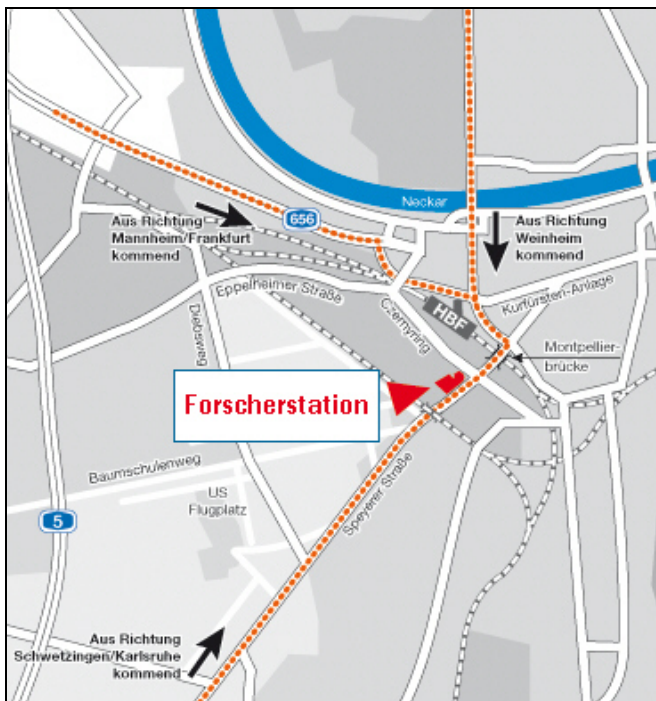 Neckar
656
Aus Richtung
Mannheim/Frankfurt
kommend
Aus Richtung
Weinheim
kommend
Eppelheimer Straße
Diebsweg
Czernyring
HBF
Kurfürsten-Anlage
Montpellier-
brücke
Forscherstation
Baumschulenweg
US
Flugplatz
5
Speyerer Straße
Aus Richtung
Schwetzingen/Karlsruhe
kommend